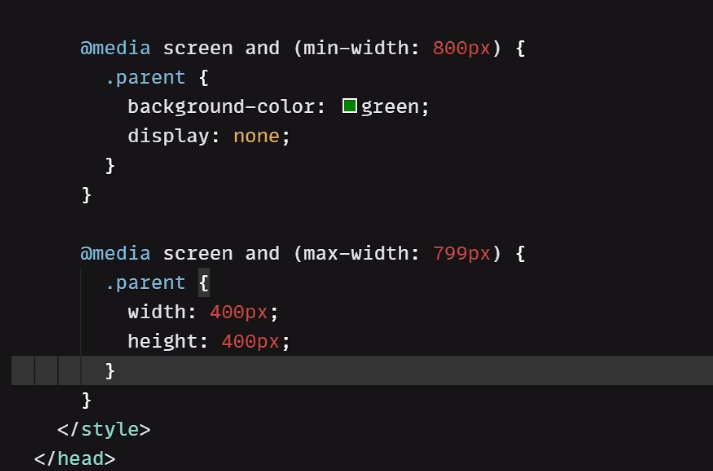 @media screen and (min-width: 800px) {
.parent {
background-color: green;
display: none;
}
}
@media screen and (max-width: 799px) {
.parent {
width: 400px;
height: 400px;
}
}
</style>
</head>